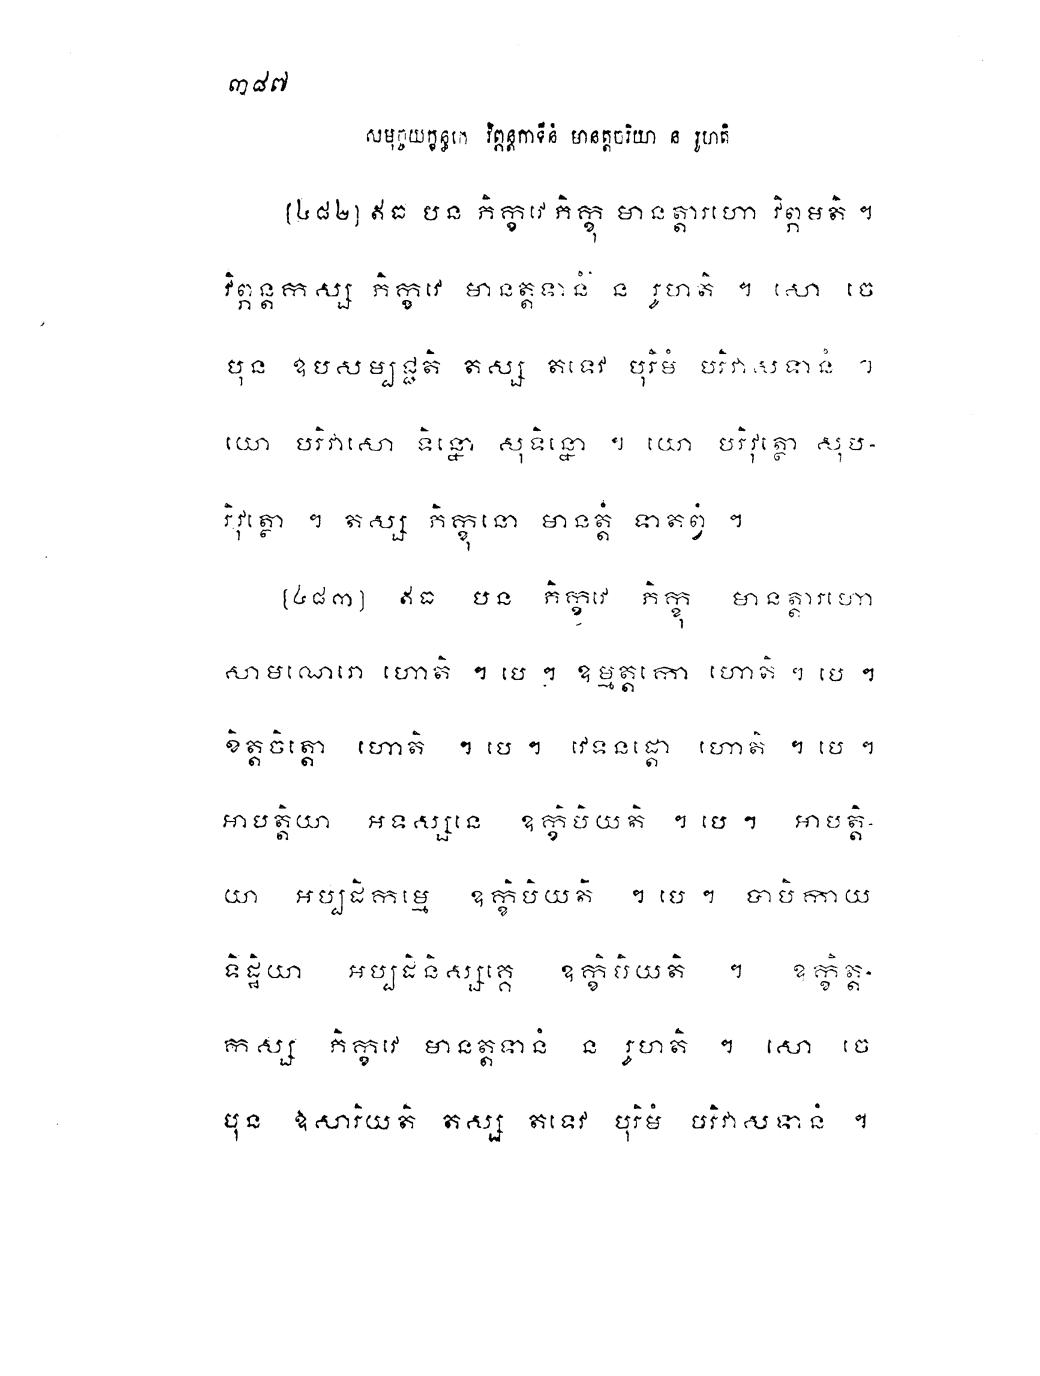 ៣៨៧
សមុច្ចយក្ខន្ធកេ វិព្ភន្តកាទីនំ មានត្តចរិយា ន រូហតិ
(៤៨២) ឥធ បន ភិក្ខវេ ភិក្ខុ មានត្តារហោ វិព្ភមតិ ។
វិព្ភន្តកស្ស ភិក្ខវេ មានត្តទានំ ន រូហតិ ។ សោ ចេ
បុន ឧបសម្បជ្ជតិ តស្ស តទេវ បុរិមំ បរិវាសទានំ ។
យោ បរិវាសោ ទិន្នោ សុទិន្នោ ។ យោ បរិវុត្ថោ សុប-
រិវុត្ថោ ។ តស្ស ភិក្ខុនោ មានត្តំ ទាតព្វំ ។
(៤៨៣) ឥធ បន ភិក្ខវេ ភិក្ខុ មានត្តារហោ
សាមណេរោ ហោតិ ។ បេ ។ ឧម្មត្តកោ ហោតិ ។ បេ ។
ខិត្តចិត្តោ ហោតិ ។ បេ ។ វេទនដ្ដោ ហោតិ ។ បេ ។
អាបត្តិយា អទស្សនេ ឧក្ខិបិយតិ ។ បេ ។ អាបត្តិ-
យា អប្បដិកម្មេ ឧក្ខិបិយតិ ។ បេ ។ បាបិកាយ
ទិដ្ឋិយា អប្បដិនិស្សគ្គេ ឧក្ខិបិយតិ ។ ឧក្ខិត្ត-
កស្ស ភិក្ខវេ មានត្តទានំ ន រូហតិ ។ សោ ចេ
បុន ឱសារិយតិ តស្ស តទេវ បុរិមំ បរិវាសទានំ ។